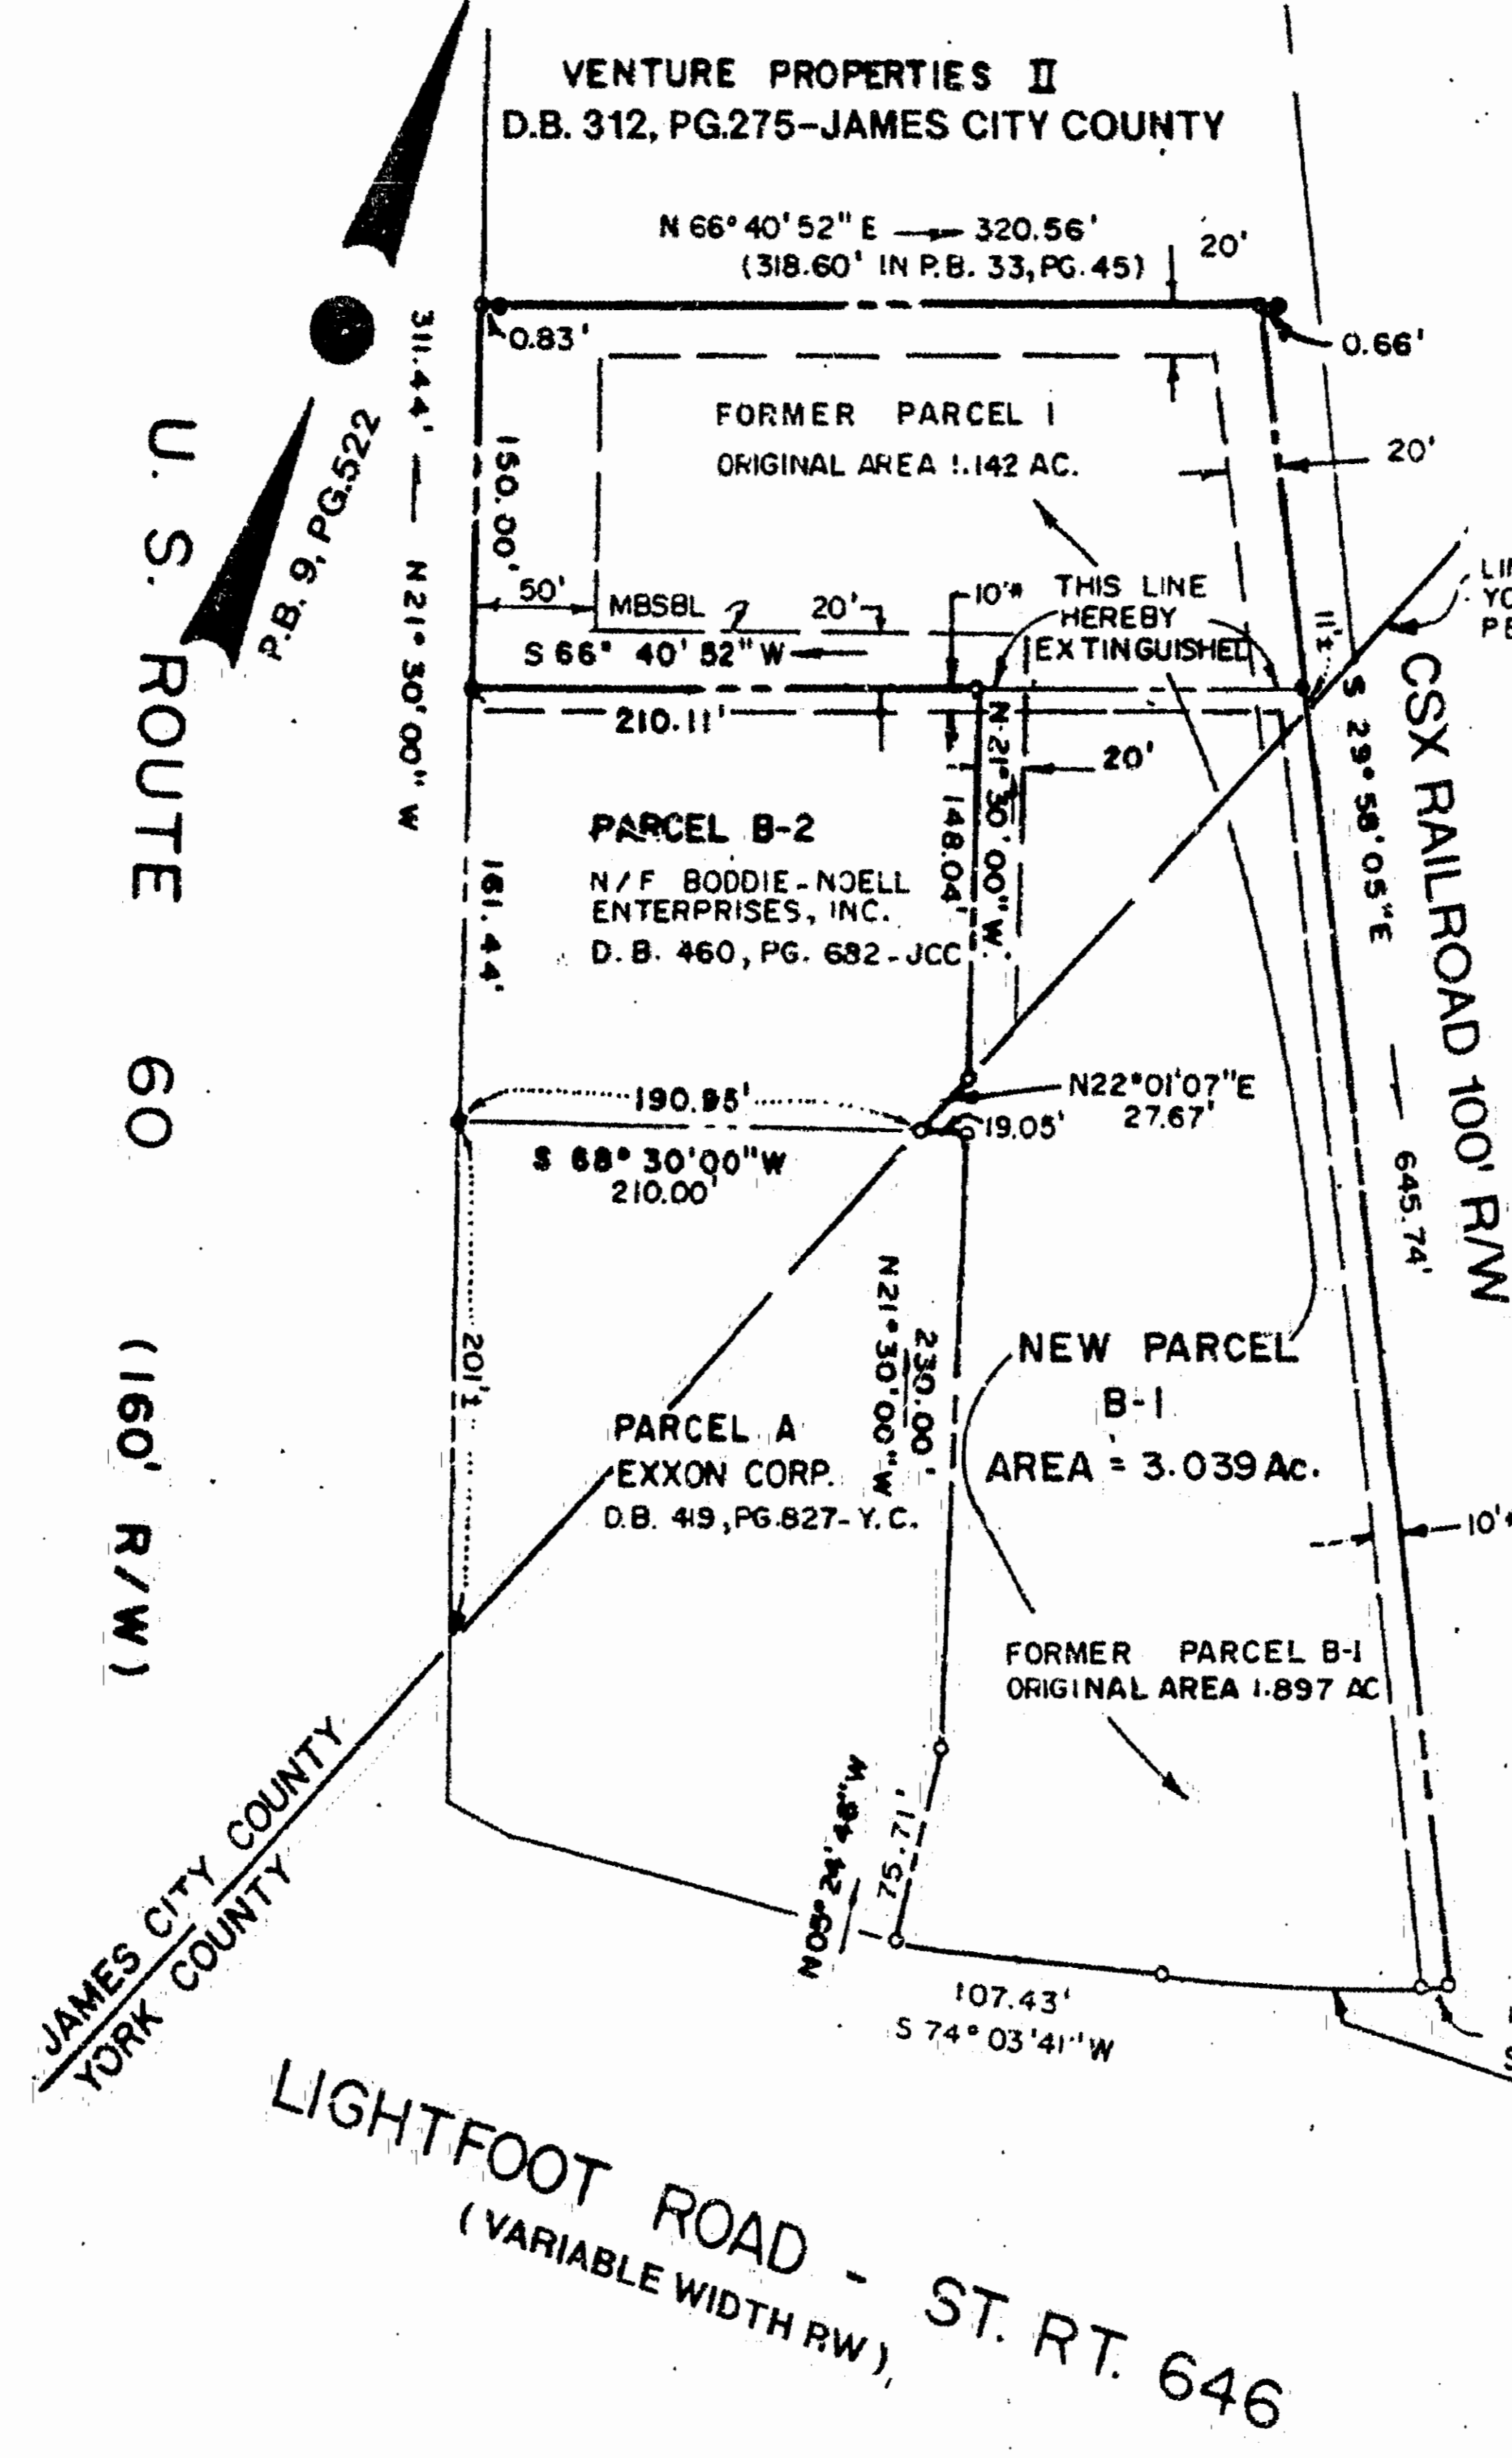 VENTURE PROPERTIES II
D.B. 312, PG.275-JAMES CITY COUNTY
N 66° 40' 52" E 320.56'
(318.60' IN P.B. 33, PG. 45)
20'
0.83'
0.66'
P.B. 9, PG.522
311.44' — N 21° 30' 00" W
150.00'
FORMER PARCEL 1
ORIGINAL AREA 1.142 AC.
20'
50'
MBSBL
20'
10'*
THIS LINE
HEREBY
EXTINGUISHED
11'±
S 66° 40' 52" W
210.11'
N 21° 30' 00" W
148.04'
20'
S 29° 58' 05" E
645.74'
CSX RAILROAD 100' R/W
U. S. ROUTE 60 (160' R/W)
PARCEL B-2
N/F BODDIE-NOELL
ENTERPRISES, INC.
D. B. 460, PG. 682-JCC
161.44'
190.95'
N22°01'07"E
27.67'
19.05'
S 68° 30'00"W
210.00'
201'±
N21°30'00"W
230.00'
NEW PARCEL
B-1
AREA = 3.039 Ac.
PARCEL A
EXXON CORP.
D.B. 419, PG.827-Y.C.
10'
FORMER PARCEL B-1
ORIGINAL AREA 1.897 AC
75.71'
107.43'
S 74° 03'41" W
JAMES CITY COUNTY
YORK COUNTY
LIGHTFOOT ROAD - ST. RT. 646
(VARIABLE WIDTH RW)